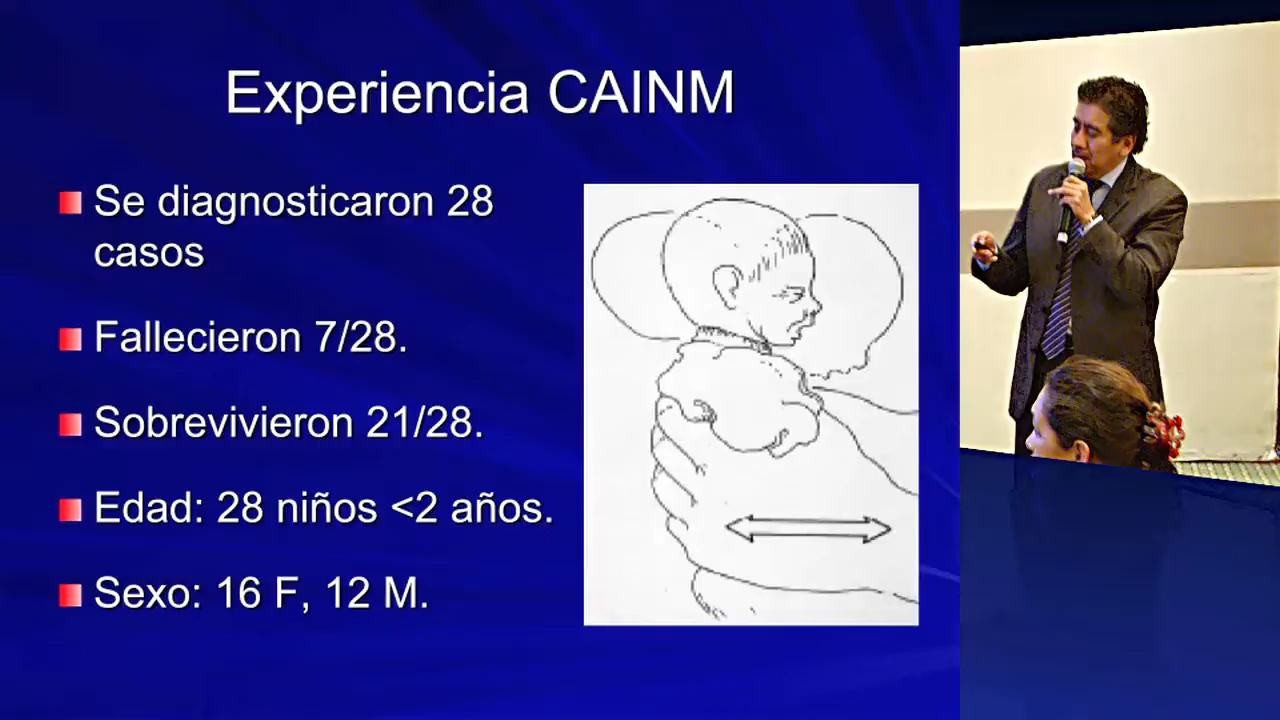 Experiencia CAINM
Se diagnosticaron 28
casos
Fallecieron 7/28.
Sobrevivieron 21/28.
Edad: 28 niños <2 años.
Sexo: 16 F, 12 M.